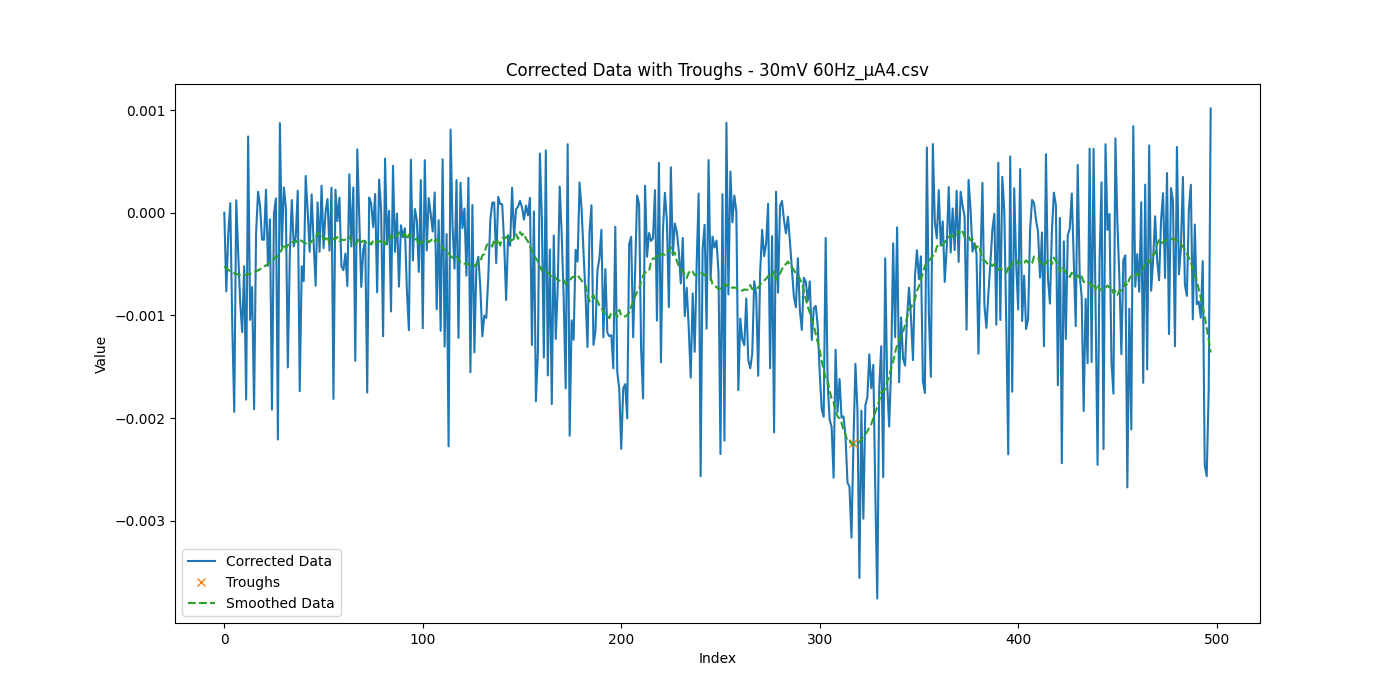 Corrected Data with Troughs - 30mV 60Hz_µA4.csv
0.001
0.000
−0.001
−0.002
−0.003
Value
Corrected Data
Troughs
Smoothed Data
0 100 200 300 400 500
Index